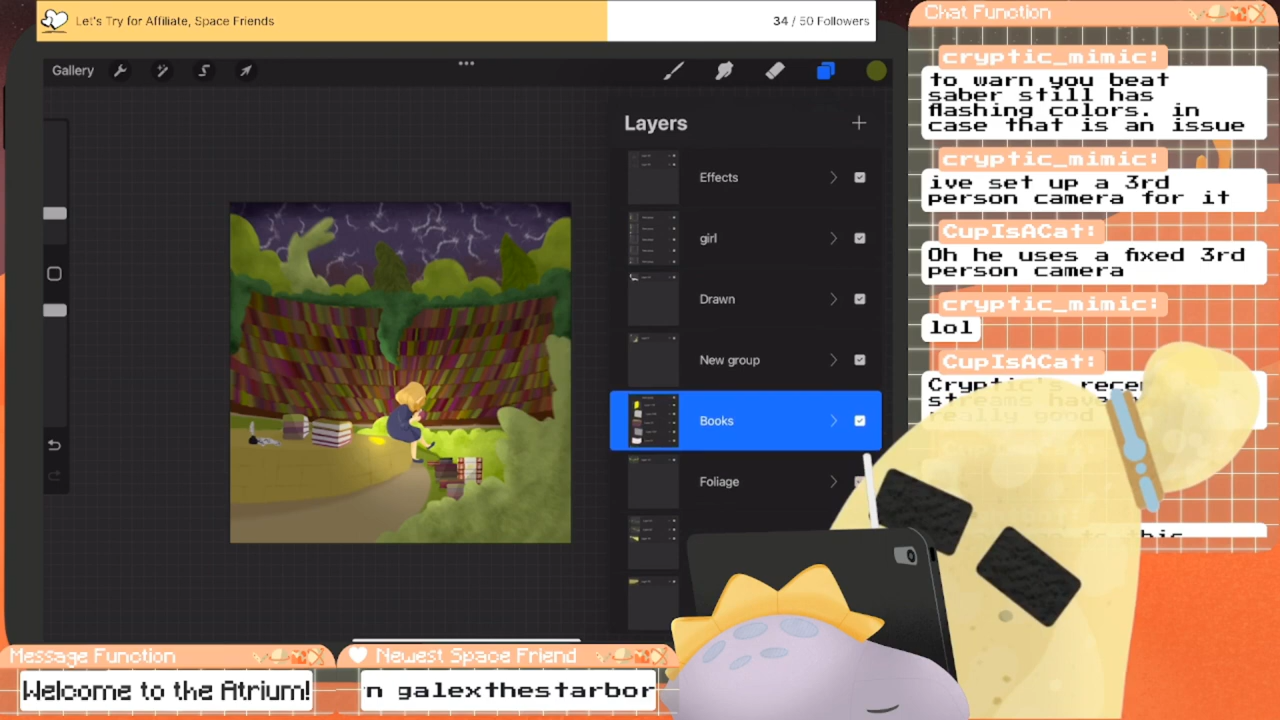 Let's Try for Affiliate, Space Friends
34 / 50 Followers
Gallery
Layers
Effects
girl
Drawn
New group
Books
Foliage
Chat Function
cryptic_mimic:
to warn you beat
saber still has
flashing colors. in
case that is an issue
cryptic_mimic:
ive set up a 3rd
person camera for it
CupIsACat:
Oh he uses a fixed 3rd
person camera
cryptic_mimic:
lol
CupIsACat:
Cryptic's
really good
Message Function
Welcome to the Atrium!
Newest Space Friend
n galexthestarbor